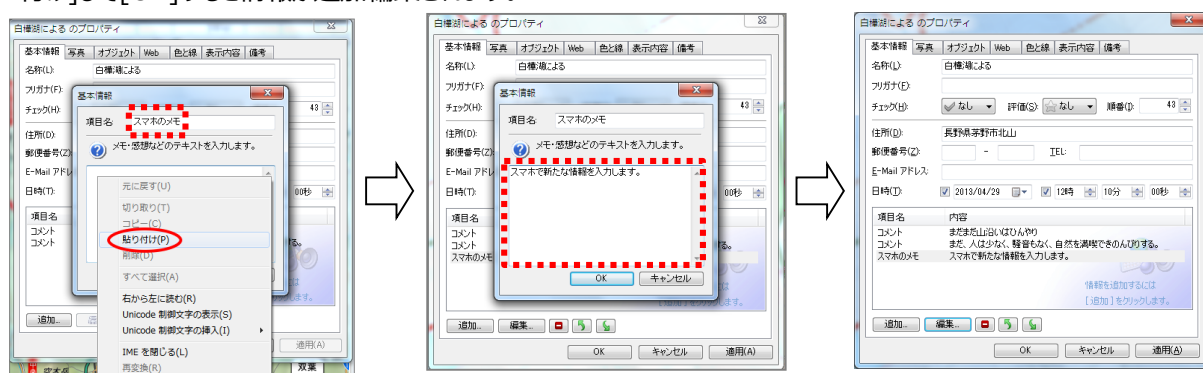 白樺湖による のプロパティ
基本情報 写真 オブジェクト Web 色と線 表示内容 備考
名称(L): 白樺湖による
フリガナ(F):
チェック(H): 43
住所(D):
郵便番号(Z)
E-Mail アドレ
日時(T): 00秒
項目名
コメント
コメント
追加...
適用(A)
基本情報
項目名: スマホのメモ
メモ・感想などのテキストを入力します。
元に戻す(U)
切り取り(T)
コピー(C)
貼り付け(P)
削除(D)
すべて選択(A)
右から左に読む(R)
Unicode 制御文字の表示(S)
Unicode 制御文字の挿入(I)
IME を閉じる(L)
再変換(R)
双葉
白樺湖による のプロパティ
基本情報 写真 オブジェクト Web 色と線 表示内容 備考
名称(L): 白樺湖による
フリガナ(F):
チェック(H): 43
住所(D):
郵便番号(Z)
E-Mail アドレ
日時(T): 00秒
項目名
コメント
コメント
スマホのメモ
基本情報
項目名: スマホのメモ
メモ・感想などのテキストを入力します。
スマホで新たな情報を入力します。
OK キャンセル
追加... 編集...
OK キャンセル 適用(A)
白樺湖による のプロパティ
基本情報 写真 オブジェクト Web 色と線 表示内容 備考
名称(L): 白樺湖による
フリガナ(F):
チェック(H): なし 評価(S): なし 順番(I): 43
住所(D): 長野県茅野市北山
郵便番号(Z): - TEL:
E-Mail アドレス:
日時(T): 2013/04/29 12時 10分 00秒
項目名 内容
コメント まだまだ山沿いはひんやり
コメント まだ、人は少なく、騒音もなく、自然を満喫できのんびりする。
スマホのメモ スマホで新たな情報を入力します。
情報を追加するには
[追加]をクリックします。
追加... 編集...
OK キャンセル 適用(A)